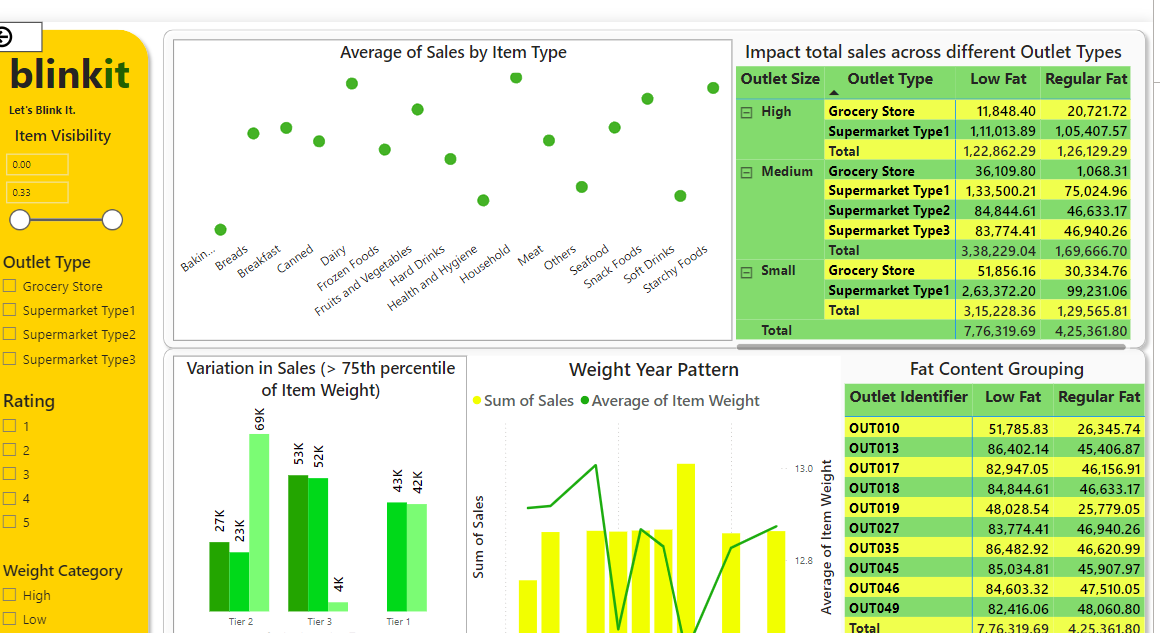 blinkit
Let's Blink It.
Item Visibility
0.00
0.33
Outlet Type
Grocery Store
Supermarket Type1
Supermarket Type2
Supermarket Type3
Rating
1
2
3
4
5
Weight Category
High
Low
Average of Sales by Item Type
Bakin...
Breads
Breakfast
Canned
Dairy
Frozen Foods
Fruits and Vegetables
Hard Drinks
Health and Hygiene
Household
Meat
Others
Seafood
Snack Foods
Soft Drinks
Starchy Foods
Impact total sales across different Outlet Types
Outlet Size Outlet Type Low Fat Regular Fat
High Grocery Store 11,848.40 20,721.72
Supermarket Type1 1,11,013.89 1,05,407.57
Total 1,22,862.29 1,26,129.29
Medium Grocery Store 36,109.80 1,068.31
Supermarket Type1 1,33,500.21 75,024.96
Supermarket Type2 84,844.61 46,633.17
Supermarket Type3 83,774.41 46,940.26
Total 3,38,229.04 1,69,666.70
Small Grocery Store 51,856.16 30,334.76
Supermarket Type1 2,63,372.20 99,231.06
Total 3,15,228.36 1,29,565.81
Total 7,76,319.69 4,25,361.80
Variation in Sales (> 75th percentile
of Item Weight)
27K
23K
69K
53K
52K
4K
43K
42K
Tier 2
Tier 3
Tier 1
Weight Year Pattern
Sum of Sales Average of Item Weight
Sum of Sales
13.0
12.8
Average of Item Weight
Fat Content Grouping
Outlet Identifier Low Fat Regular Fat
OUT010 51,785.83 26,345.74
OUT013 86,402.14 45,406.87
OUT017 82,947.05 46,156.91
OUT018 84,844.61 46,633.17
OUT019 48,028.54 25,779.05
OUT027 83,774.41 46,940.26
OUT035 86,482.92 46,620.99
OUT045 85,034.81 45,907.97
OUT046 84,603.32 47,510.05
OUT049 82,416.06 48,060.80
Total 7,76,319.69 4,25,361.80